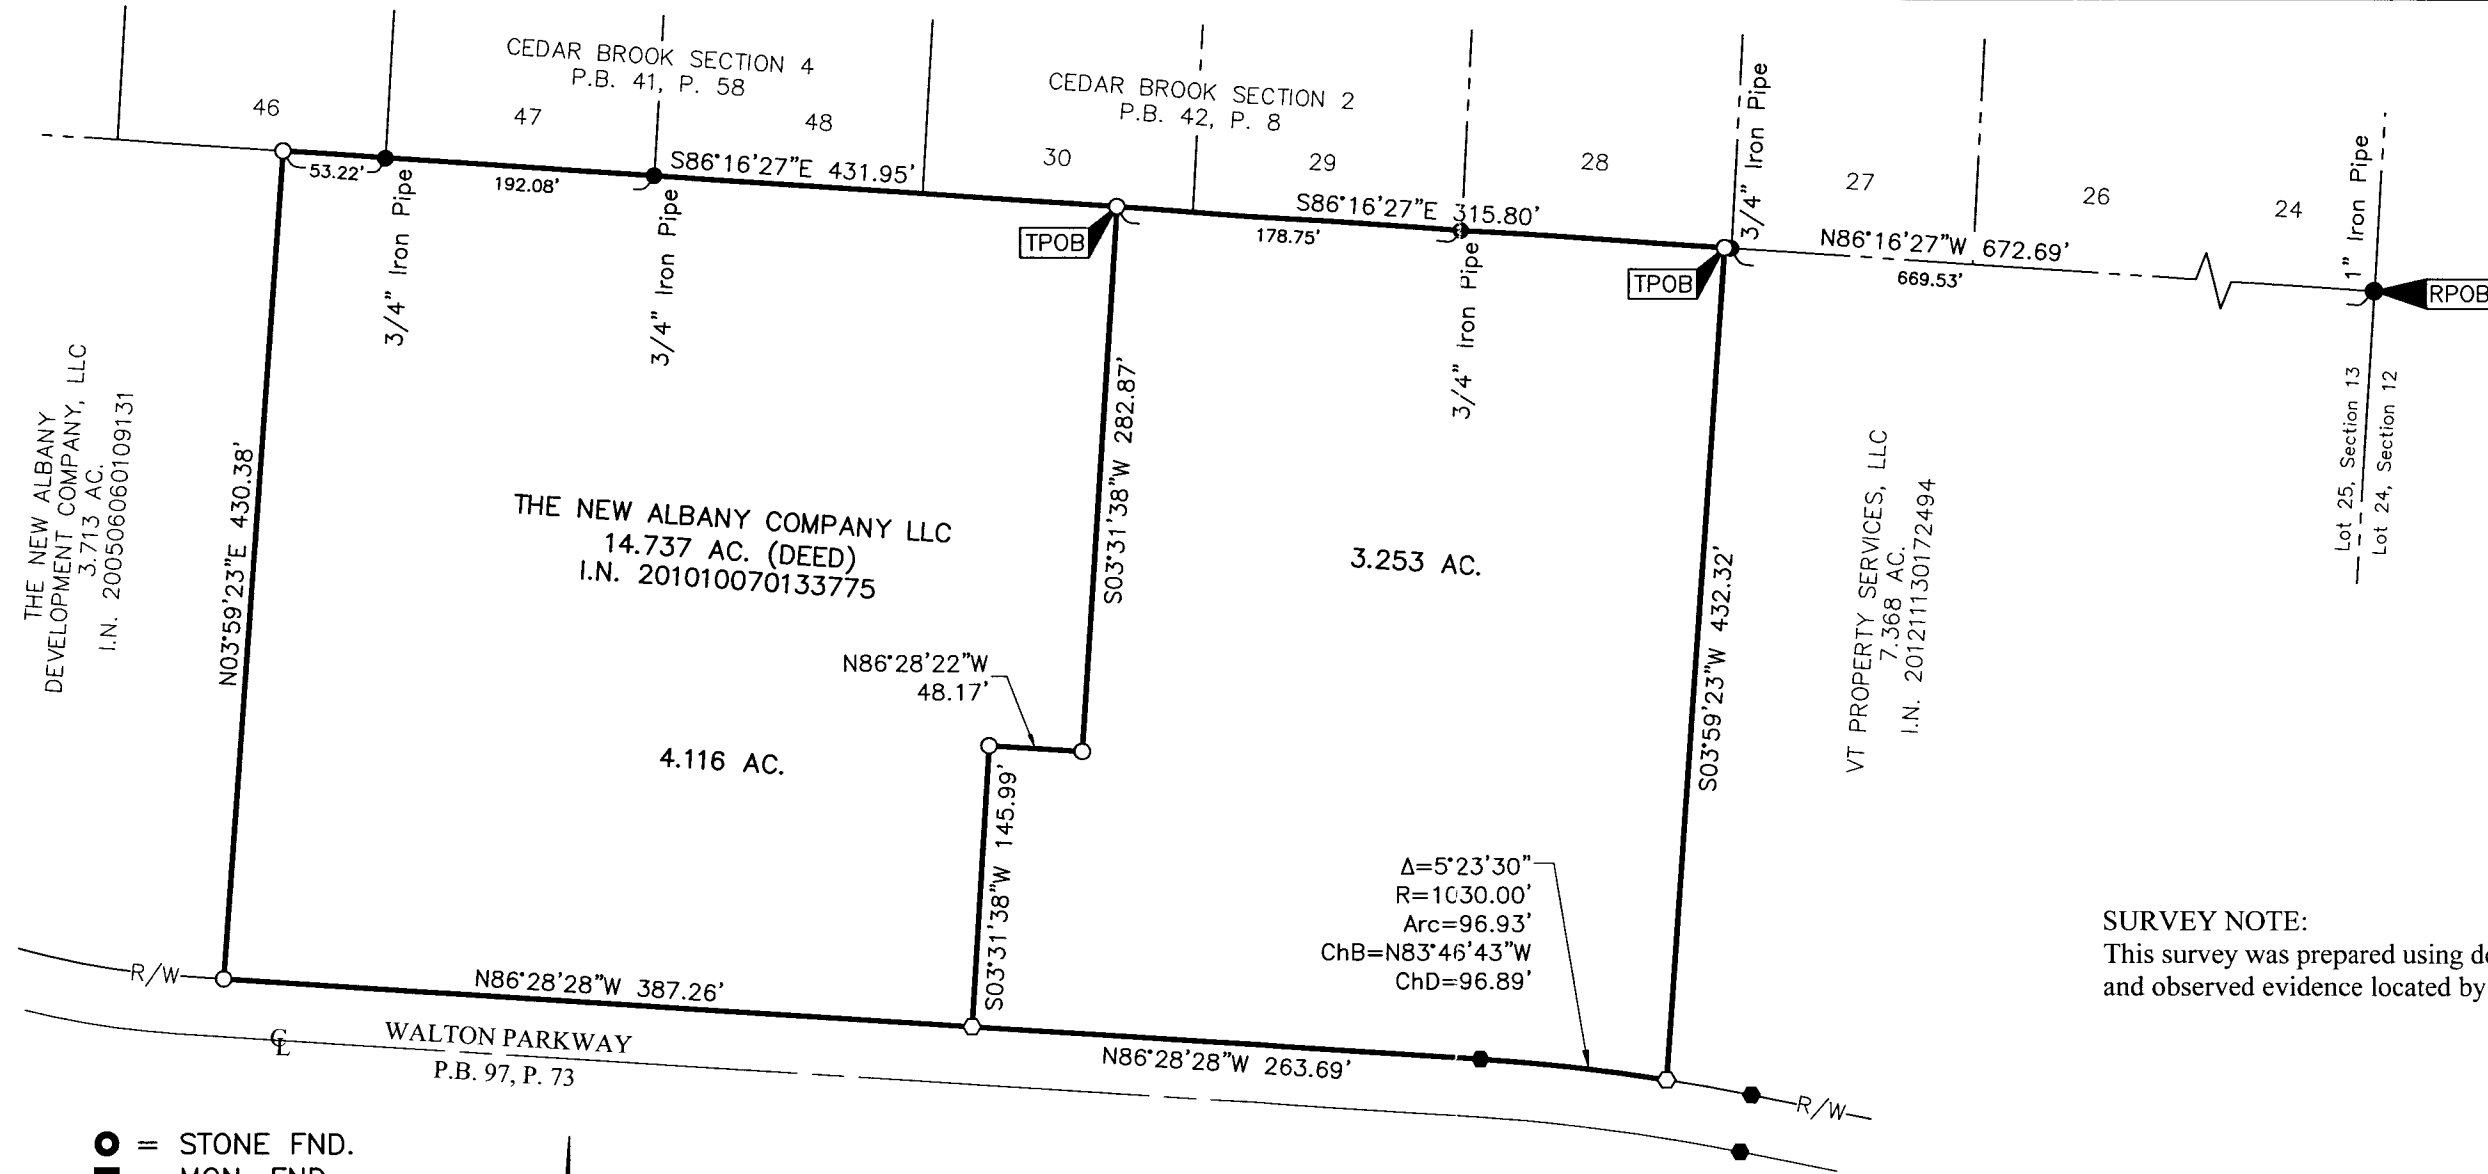 CEDAR BROOK SECTION 4
P.B. 41, P. 58
CEDAR BROOK SECTION 2
P.B. 42, P. 8
46
47
48
30
29
28
27
26
24
53.22'
192.08'
S86°16'27"E 431.95'
S86°16'27"E 315.80'
178.75'
N86°16'27"W 672.69'
669.53'
3/4" Iron Pipe
3/4" Iron Pipe
3/4" Iron Pipe
3/4" Iron Pipe
1" Iron Pipe
TPOB
TPOB
RPOB
THE NEW ALBANY
DEVELOPMENT COMPANY, LLC
3.713 AC.
I.N. 200506060109131
N03°59'23"E 430.38'
THE NEW ALBANY COMPANY LLC
14.737 AC. (DEED)
I.N. 201010070133775
S03°31'38"W 282.87'
3.253 AC.
S03°59'23"W 432.32'
VT PROPERTY SERVICES, LLC
7.368 AC.
I.N. 201211130172494
Lot 25, Section 13
Lot 24, Section 12
N86°28'22"W
48.17'
4.116 AC.
S03°31'38"W 145.99'
Δ=5°23'30"
R=1030.00'
Arc=96.93'
ChB=N83°46'43"W
ChD=96.89'
SURVEY NOTE:
This survey was prepared using
and observed evidence located by
R/W
N86°28'28"W 387.26'
N86°28'28"W 263.69'
R/W
℄
WALTON PARKWAY
P.B. 97, P. 73
= STONE FND.
MON. FND.